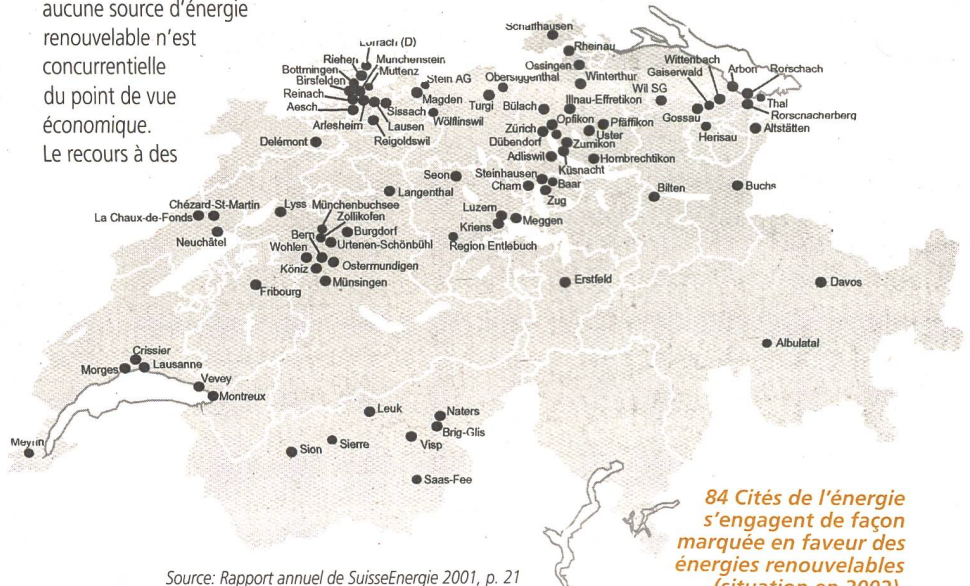 aucune source d'énergie
renouvelable n'est
concurrentielle
du point de vue
économique.
Le recours à des
Schaffhausen
Rheinau
Lörrach (D)
Riehen
Münchenstein
Bottmingen
Muttenz
Birsfelden
Reinach
Aesch
Arlesheim
Sissach
Lausen
Reigoldswil
Stein AG
Magden
Wölflinswil
Obersiggenthal
Turgi
Ossingen
Winterthur
Bülach
Illnau-Effretikon
Opfikon
Pfäffikon
Zürich
Uster
Dübendorf
Zumikon
Adliswil
Hombrechtikon
Küsnacht
Wittenbach
Gaiserwald
Arbon
Rorschach
Wil SG
Thal
Gossau
Rorschacherberg
Herisau
Altstätten
Delémont
Seon
Steinhausen
Cham
Baar
Zug
Bilten
Buchs
Langenthal
Chézard-St-Martin
La Chaux-de-Fonds
Neuchâtel
Lyss
Münchenbuchsee
Zollikofen
Bern
Burgdorf
Wohlen
Urtenen-Schönbühl
Köniz
Ostermundigen
Münsingen
Luzern
Kriens
Meggen
Region Entlebuch
Fribourg
Erstfeld
Davos
Albulatal
Crissier
Morges
Lausanne
Vevey
Montreux
Meyrin
Leuk
Naters
Brig-Glis
Sion
Sierre
Visp
Saas-Fee
84 Cités de l'énergie
s'engagent de façon
marquée en faveur des
énergies renouvelables
(situation en 2002)
Source: Rapport annuel de SuisseEnergie 2001, p. 21